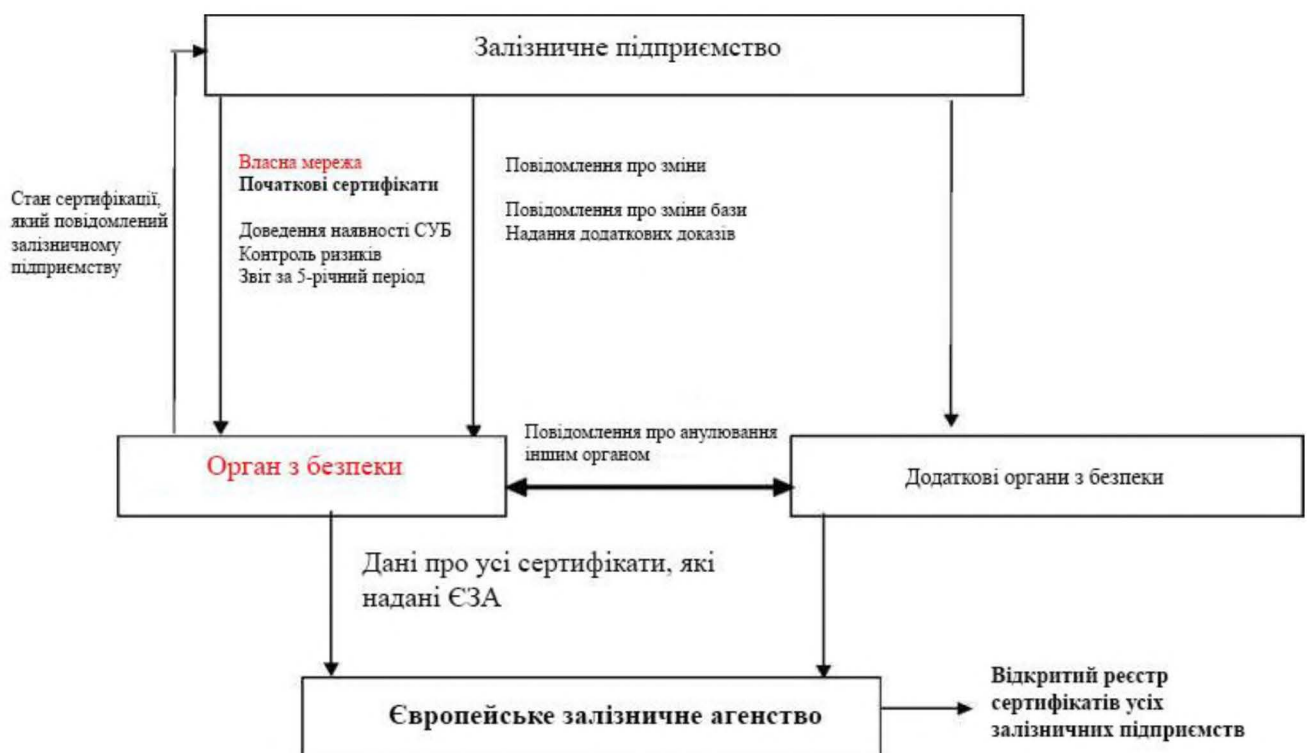 Залізничне підприємство
Стан сертифікації,
який повідомлений
залізничному
підприємству
Власна мережа
Початкові сертифікати
Доведення наявності СУБ
Контроль ризиків
Звіт за 5-річний період
Повідомлення про зміни
Повідомлення про зміни бази
Надання додаткових доказів
Орган з безпеки
Повідомлення про анулювання
іншим органом
Додаткові органи з безпеки
Дані про усі сертифікати, які
надані ЄЗА
Європейське залізничне агенство
Відкритий реєстр
сертифікатів усіх
залізничних підприємств